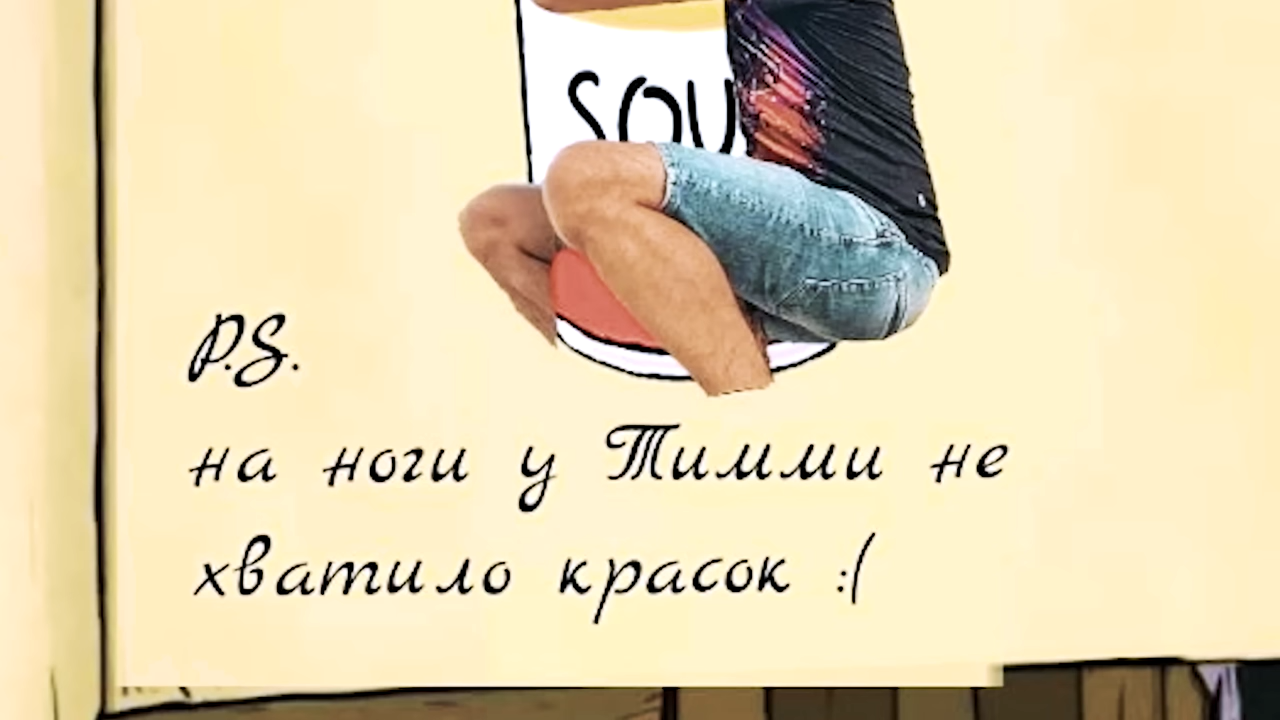 SOU
P.S.
на ноги у Тимми не
хватило красок :(